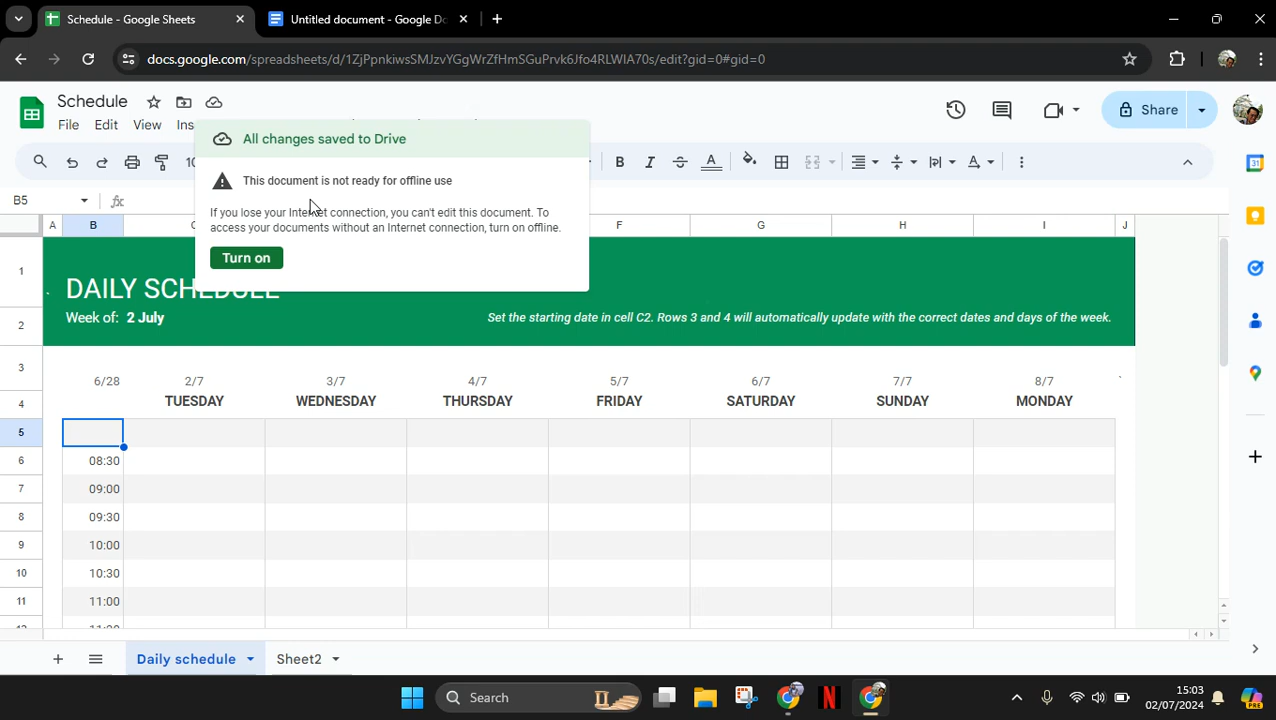 Schedule - Google Sheets
Untitled document - Google Do
docs.google.com/spreadsheets/d/1ZjPpnkiwsSMJzvYGgWrZfHmSGuPrvk6Jfo4RLWIA70s/edit?gid=0#gid=0
Schedule
File Edit View Ins
Share
All changes saved to Drive
This document is not ready for offline use
If you lose your Internet connection, you can't edit this document. To
access your documents without an Internet connection, turn on offline.
Turn on
10
B I S A
B5 fx
A B F G H I J
1 DAILY SCHEDULE
2 Week of: 2 July Set the starting date in cell C2. Rows 3 and 4 will automatically update with the correct dates and days of the week.
3 6/28 2/7 3/7 4/7 5/7 6/7 7/7 8/7
4 TUESDAY WEDNESDAY THURSDAY FRIDAY SATURDAY SUNDAY MONDAY
5
6 08:30
7 09:00
8 09:30
9 10:00
10 10:30
11 11:00
Daily schedule Sheet2
Search
15:03
02/07/2024
PRE